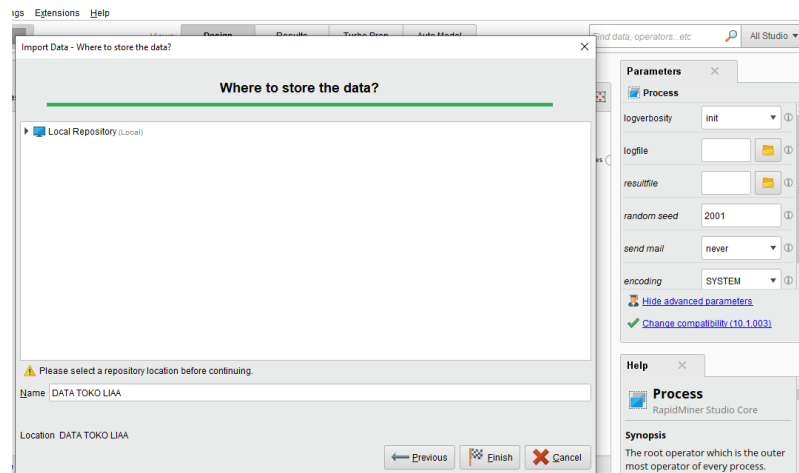 Extensions Help
Design Results Turbo Prep Auto Model
Find data, operators...etc
All Studio
Import Data - Where to store the data?
Where to store the data?
Local Repository (Local)
Please select a repository location before continuing.
Name DATA TOKO LIAA
Location DATA TOKO LIAA
Previous
Finish
Cancel
Parameters
Process
logverbosity init
logfile
resultfile
random seed 2001
send mail never
encoding SYSTEM
Hide advanced parameters
Change compatibility (10.1.003)
Help
Process
RapidMiner Studio Core
Synopsis
The root operator which is the outer
most operator of every process.